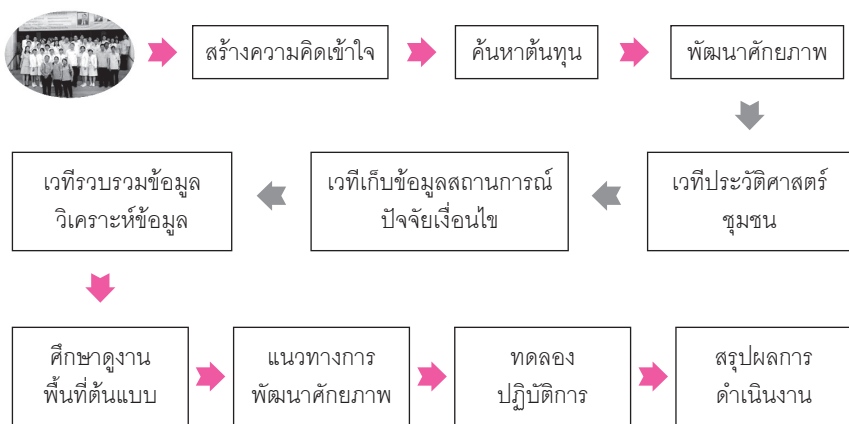 สร้างความคิดเข้าใจ
ค้นหาต้นทุน
พัฒนาศักยภาพ
เวทีประวัติศาสตร์
ชุมชน
เวทีเก็บข้อมูลสถานการณ์
ปัจจัยเงื่อนไข
เวทีรวบรวมข้อมูล
วิเคราะห์ข้อมูล
ศึกษาดูงาน
พื้นที่ต้นแบบ
แนวทางการ
พัฒนาศักยภาพ
ทดลอง
ปฏิบัติการ
สรุปผลการ
ดำเนินงาน